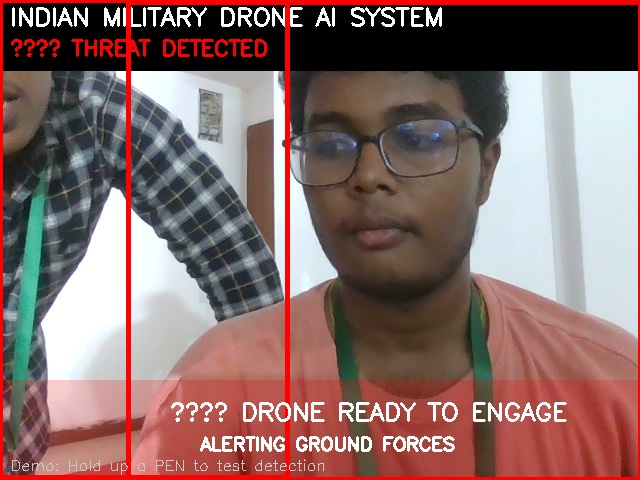 INDIAN MILITARY DRONE AI SYSTEM
???? THREAT DETECTED
???? DRONE READY TO ENGAGE
ALERTING GROUND FORCES
Demo: Hold up a PEN to test detection